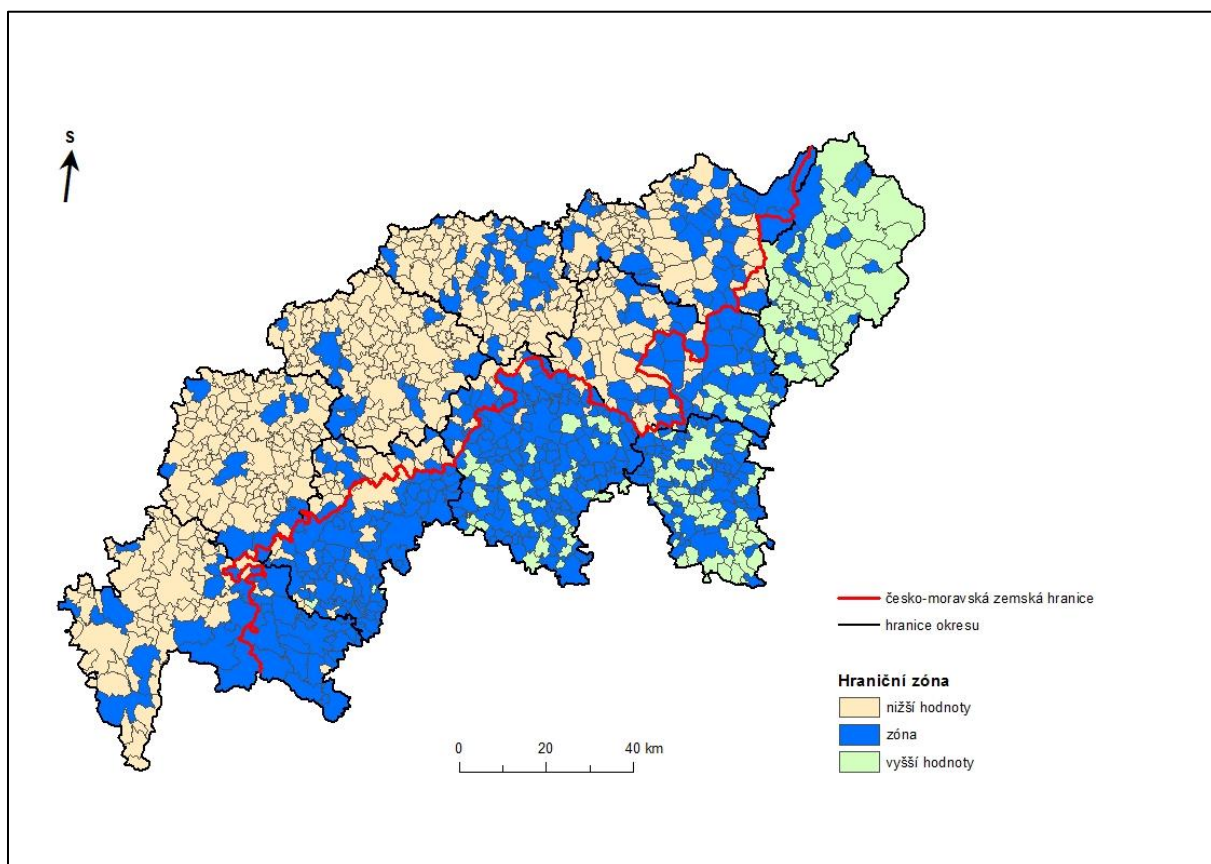 S
česko-moravská zemská hranice
hranice okresu
Hraniční zóna
nižší hodnoty
zóna
vyšší hodnoty
0 20 40 km